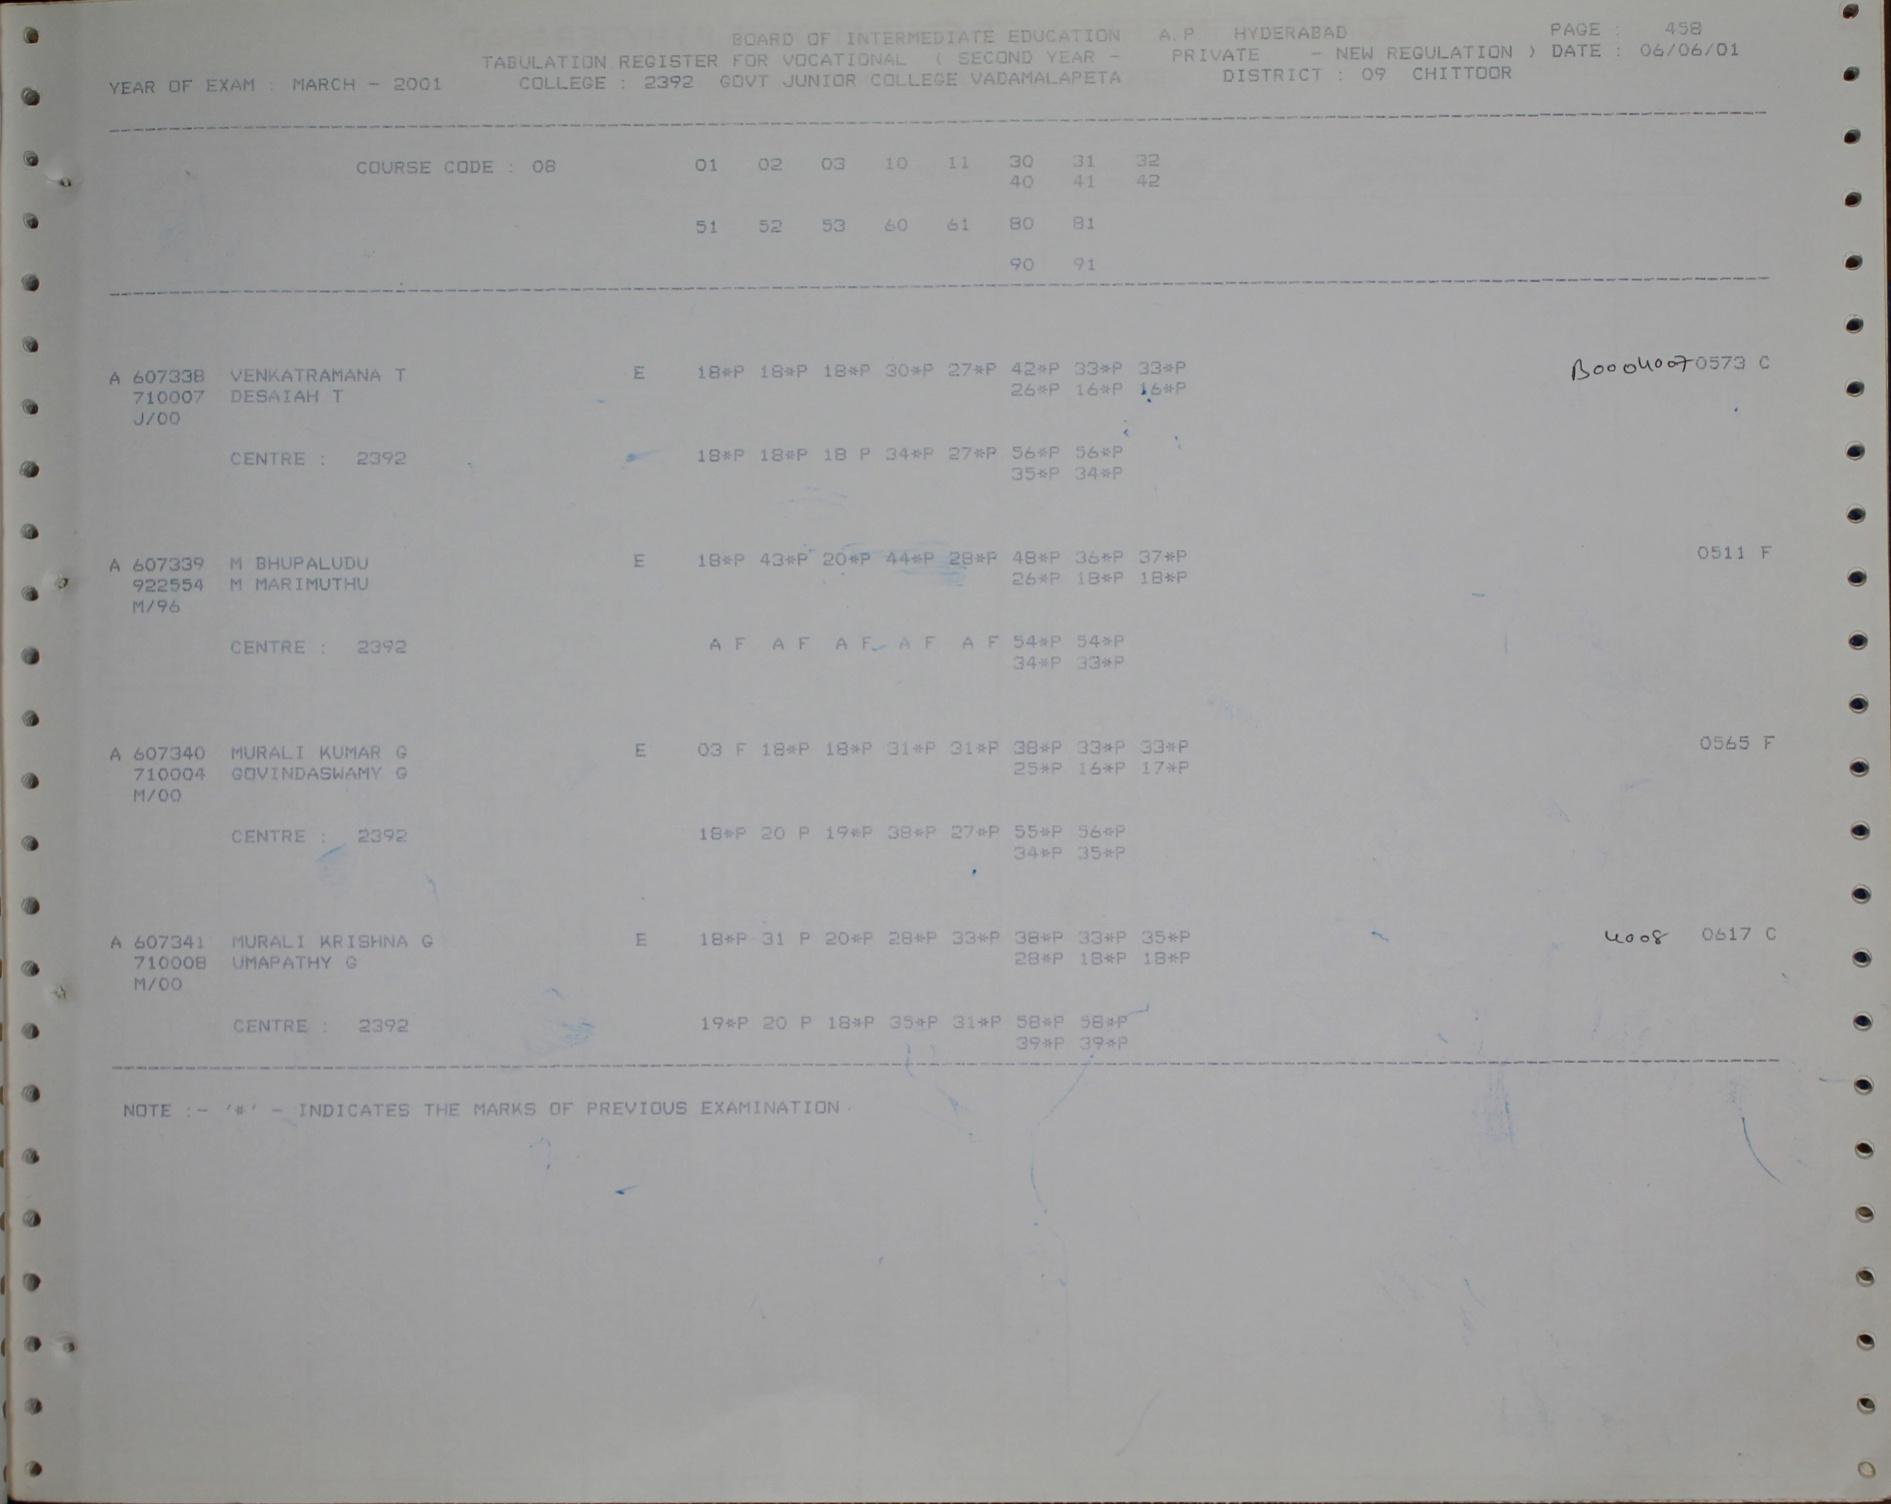 BOARD OF INTERMEDIATE EDUCATION A.P HYDERABAD PAGE : 458
TABULATION REGISTER FOR VOCATIONAL ( SECOND YEAR - PRIVATE - NEW REGULATION ) DATE : 06/06/01
YEAR OF EXAM : MARCH - 2001 COLLEGE : 2392 GOVT JUNIOR COLLEGE VADAMALAPETA DISTRICT : 09 CHITTOOR
COURSE CODE : 08 01 02 03 10 11 30 31 32
40 41 42
51 52 53 60 61 80 81
90 91
A 607338 VENKATRAMANA T E 18*P 18*P 18*P 30*P 27*P 42*P 33*P 33*P B0004007 0573 C
710007 DESAIAH T 26*P 16*P 16*P
J/00
CENTRE : 2392 18*P 18*P 18 P 34*P 27*P 56*P 56*P
35*P 34*P
A 607339 M BHUPALUDU E 18*P 43*P 20*P 44*P 28*P 48*P 36*P 37*P 0511 F
922554 M MARIMUTHU 26*P 18*P 18*P
M/96
CENTRE : 2392 A F A F A F A F A F 54*P 54*P
34*P 33*P
A 607340 MURALI KUMAR G E 03 F 18*P 18*P 31*P 31*P 38*P 33*P 33*P 0565 F
710004 GOVINDASWAMY G 25*P 16*P 17*P
M/00
CENTRE : 2392 18*P 20 P 19*P 38*P 27*P 55*P 56*P
34*P 35*P
A 607341 MURALI KRISHNA G E 18*P 31 P 20*P 28*P 33*P 38*P 33*P 35*P 4008 0617 C
710008 UMAPATHY G 28*P 18*P 18*P
M/00
CENTRE : 2392 19*P 20 P 18*P 35*P 31*P 58*P 58*P
39*P 39*P
NOTE :- '*' - INDICATES THE MARKS OF PREVIOUS EXAMINATION.